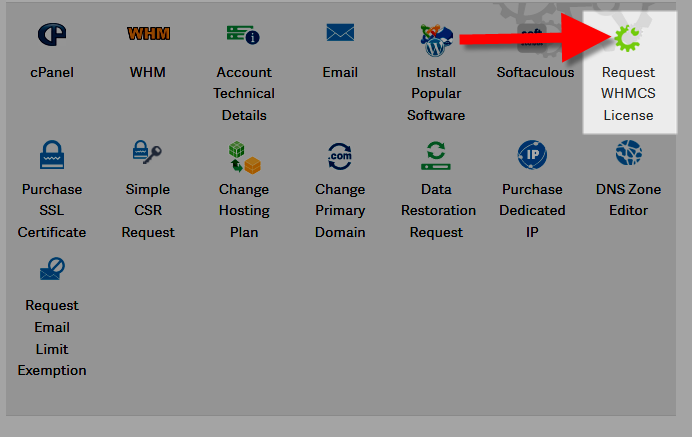 WHM
soft
.com
IP
cPanel
WHM
Account
Technical
Details
Email
Install
Popular
Software
Softaculous
Request
WHMCS
License
Purchase
SSL
Certificate
Simple
CSR
Request
Change
Hosting
Plan
Change
Primary
Domain
Data
Restoration
Request
Purchase
Dedicated
IP
DNS Zone
Editor
Request
Email
Limit
Exemption